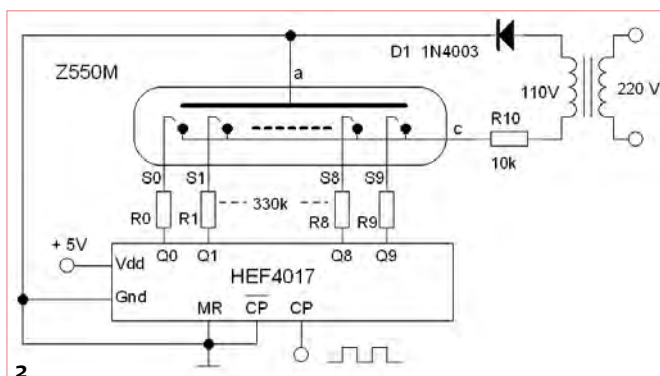 D1 1N4003
Z550M
a
110V
220 V
c
R10
10k
S0 S1 S8 S9
R0 R1 330k R8 R9
+ 5V
Q0 Q1 Q8 Q9
Vdd
HEF4017
Gnd
MR CP CP
2